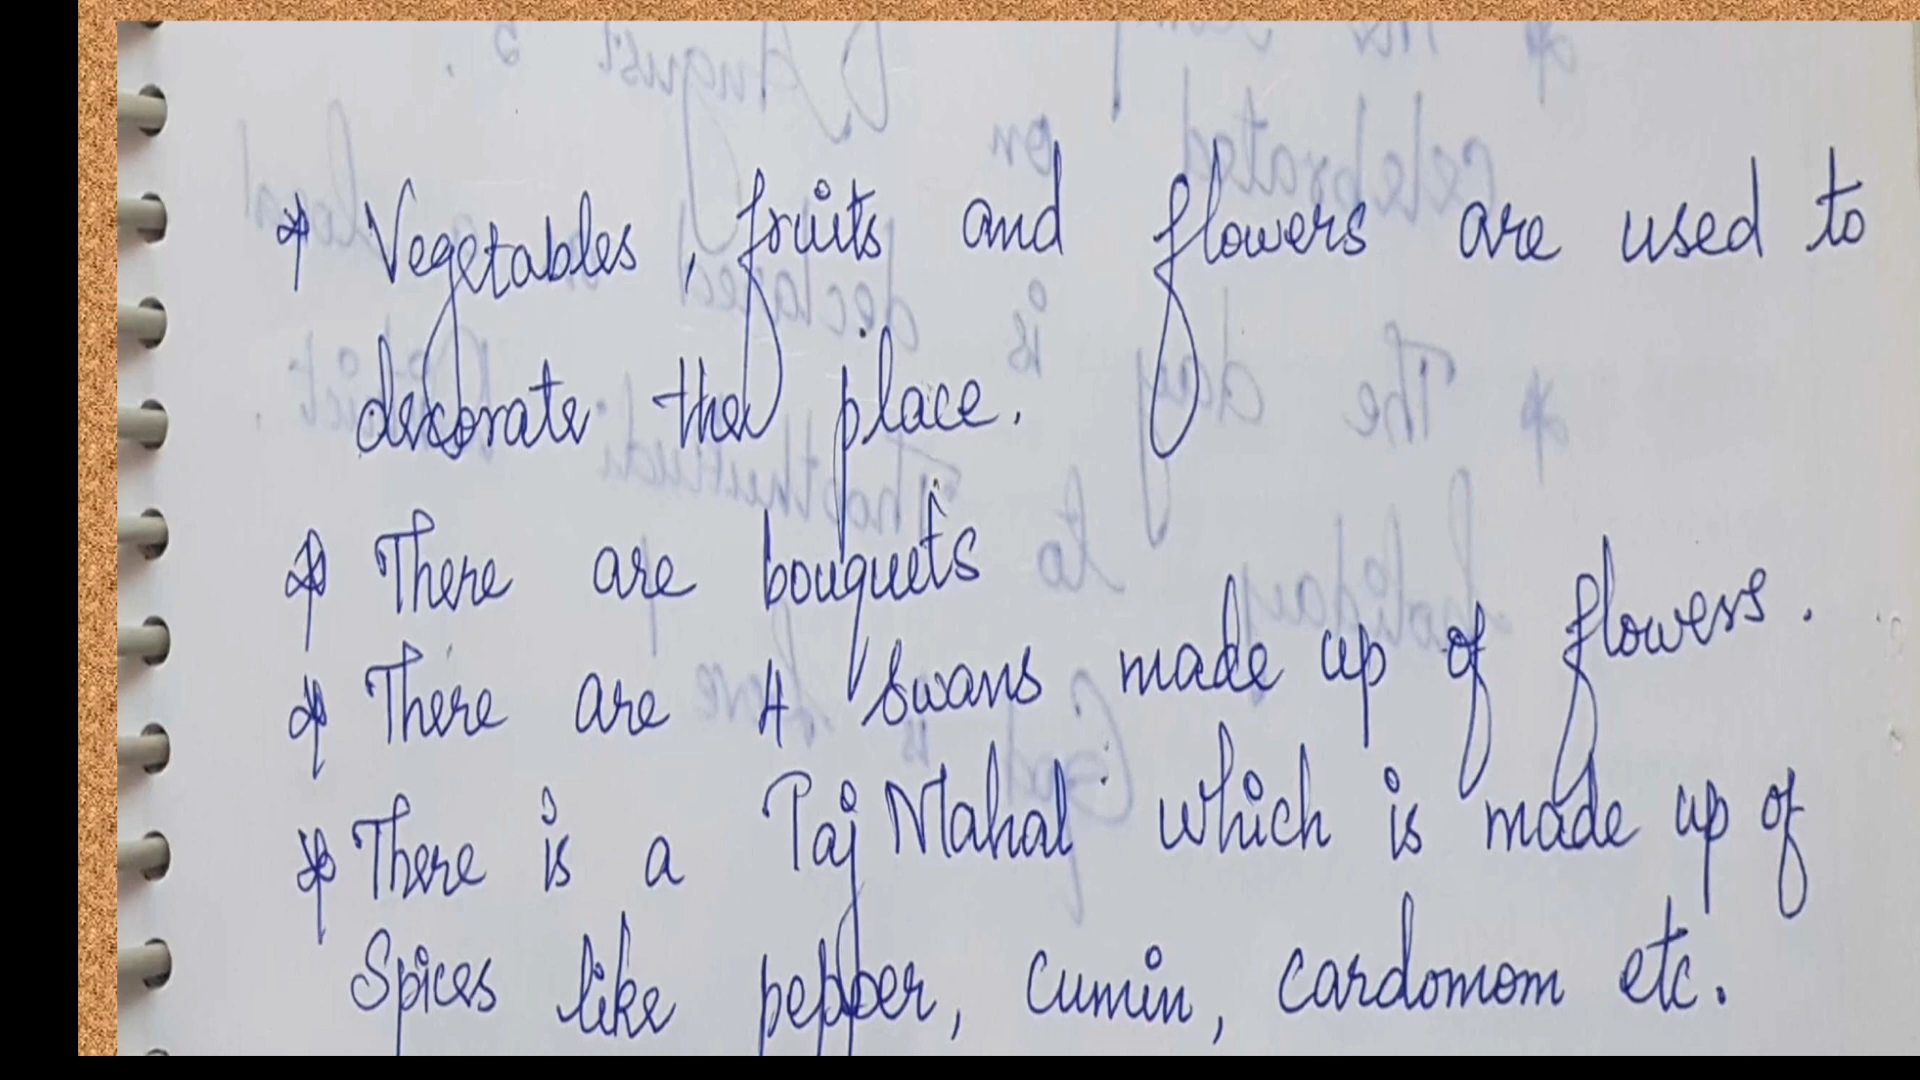 * Vegetables, fruits and flowers are used to
decorate the place.
* There are bouquets
* There are 4 swans made up of flowers.
* There is a Taj Mahal which is made up of
Spices like pepper, cumin, cardomom etc.